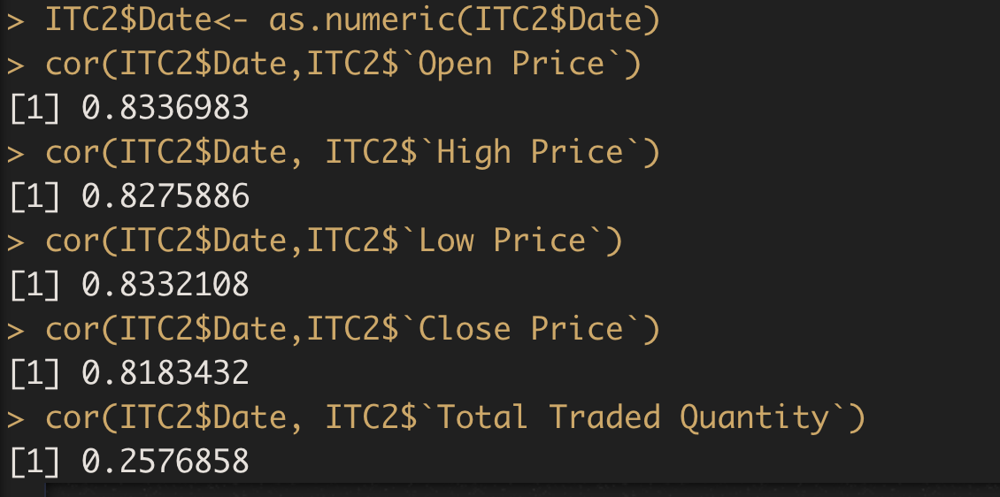 > ITC2$Date<- as.numeric(ITC2$Date)
> cor(ITC2$Date,ITC2$`Open Price`)
[1] 0.8336983
> cor(ITC2$Date, ITC2$`High Price`)
[1] 0.8275886
> cor(ITC2$Date,ITC2$`Low Price`)
[1] 0.8332108
> cor(ITC2$Date,ITC2$`Close Price`)
[1] 0.8183432
> cor(ITC2$Date, ITC2$`Total Traded Quantity`)
[1] 0.2576858